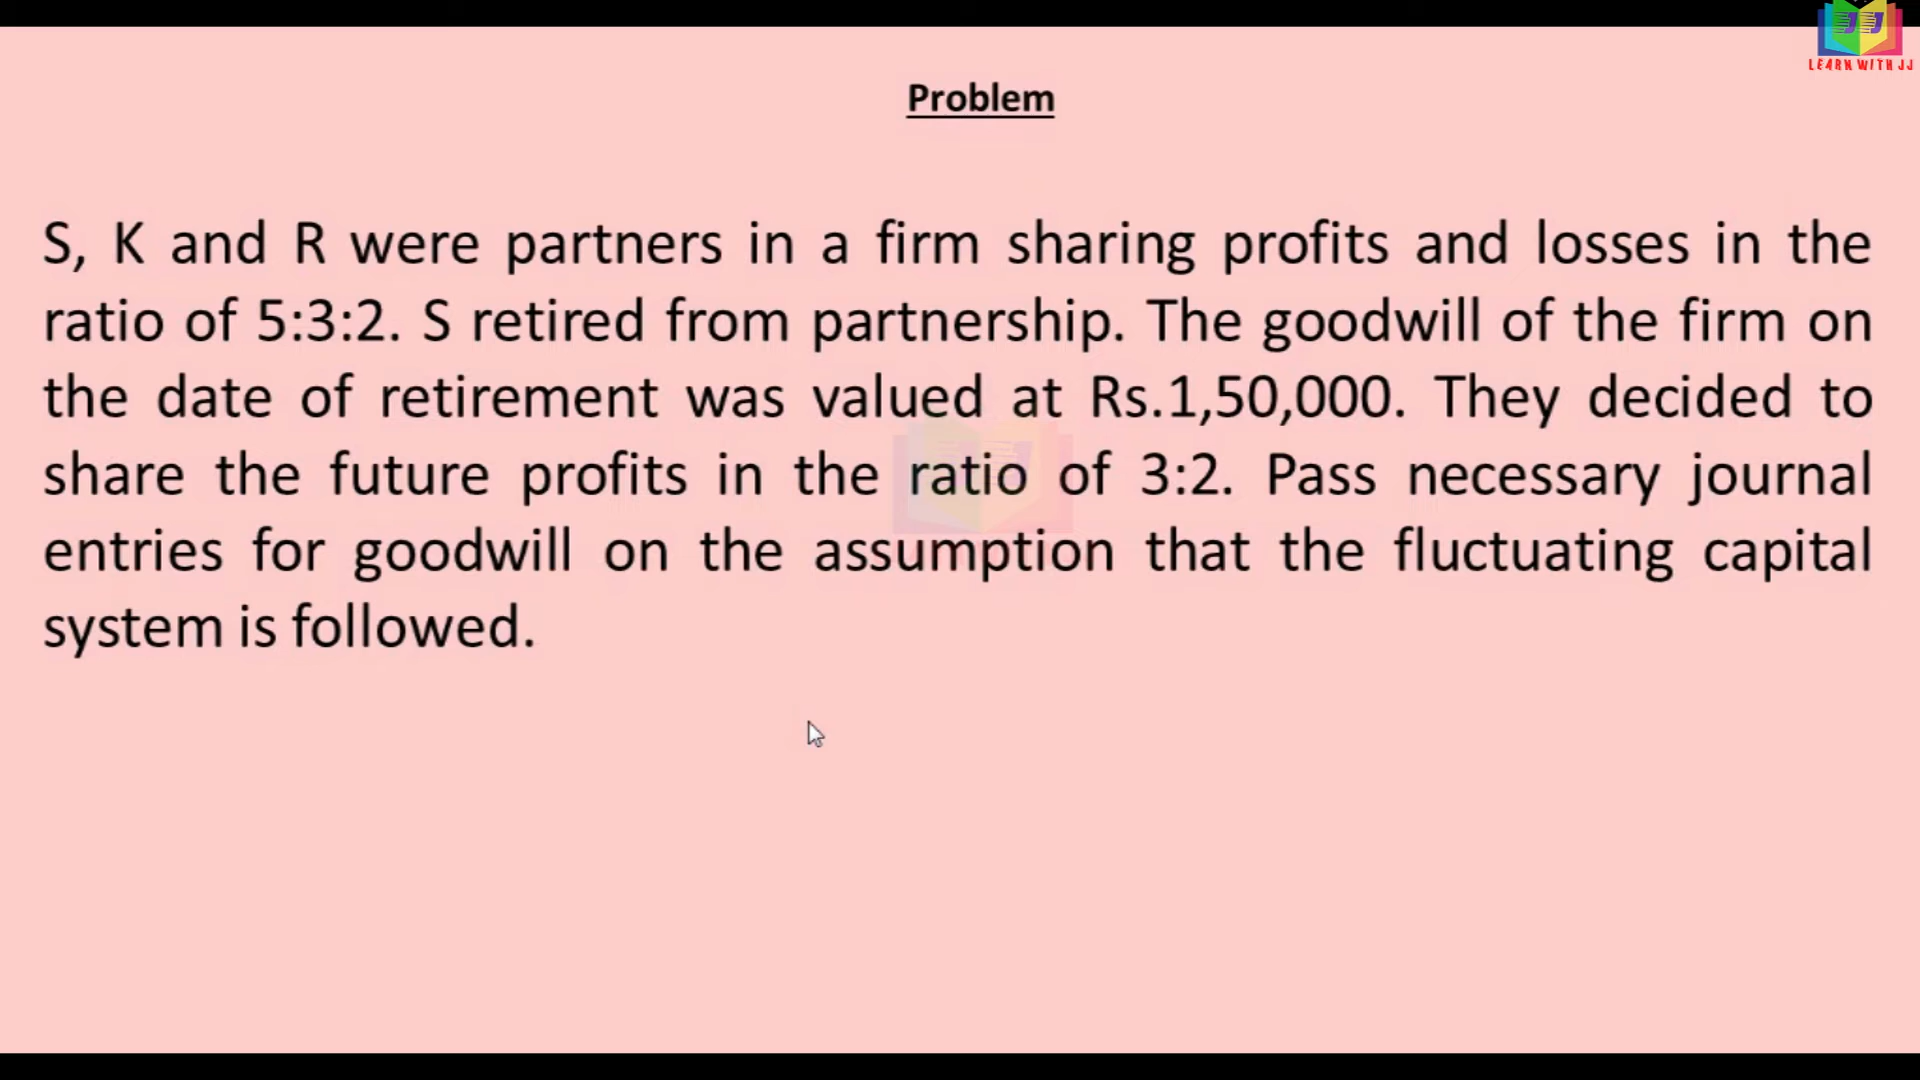 LEARN WITH JJ
Problem
S, K and R were partners in a firm sharing profits and losses in the
ratio of 5:3:2. S retired from partnership. The goodwill of the firm on
the date of retirement was valued at Rs.1,50,000. They decided to
share the future profits in the ratio of 3:2. Pass necessary journal
entries for goodwill on the assumption that the fluctuating capital
system is followed.